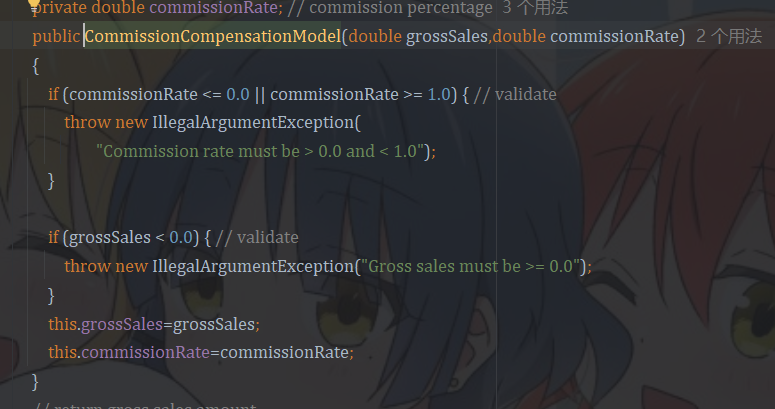 private double commissionRate; // commission percentage 3 个用法
public CommissionCompensationModel(double grossSales,double commissionRate) 2 个用法
{
if (commissionRate <= 0.0 || commissionRate >= 1.0) { // validate
throw new IllegalArgumentException(
"Commission rate must be > 0.0 and < 1.0");
}
if (grossSales < 0.0) { // validate
throw new IllegalArgumentException("Gross sales must be >= 0.0");
}
this.grossSales=grossSales;
this.commissionRate=commissionRate;
}
// return gross sales amount